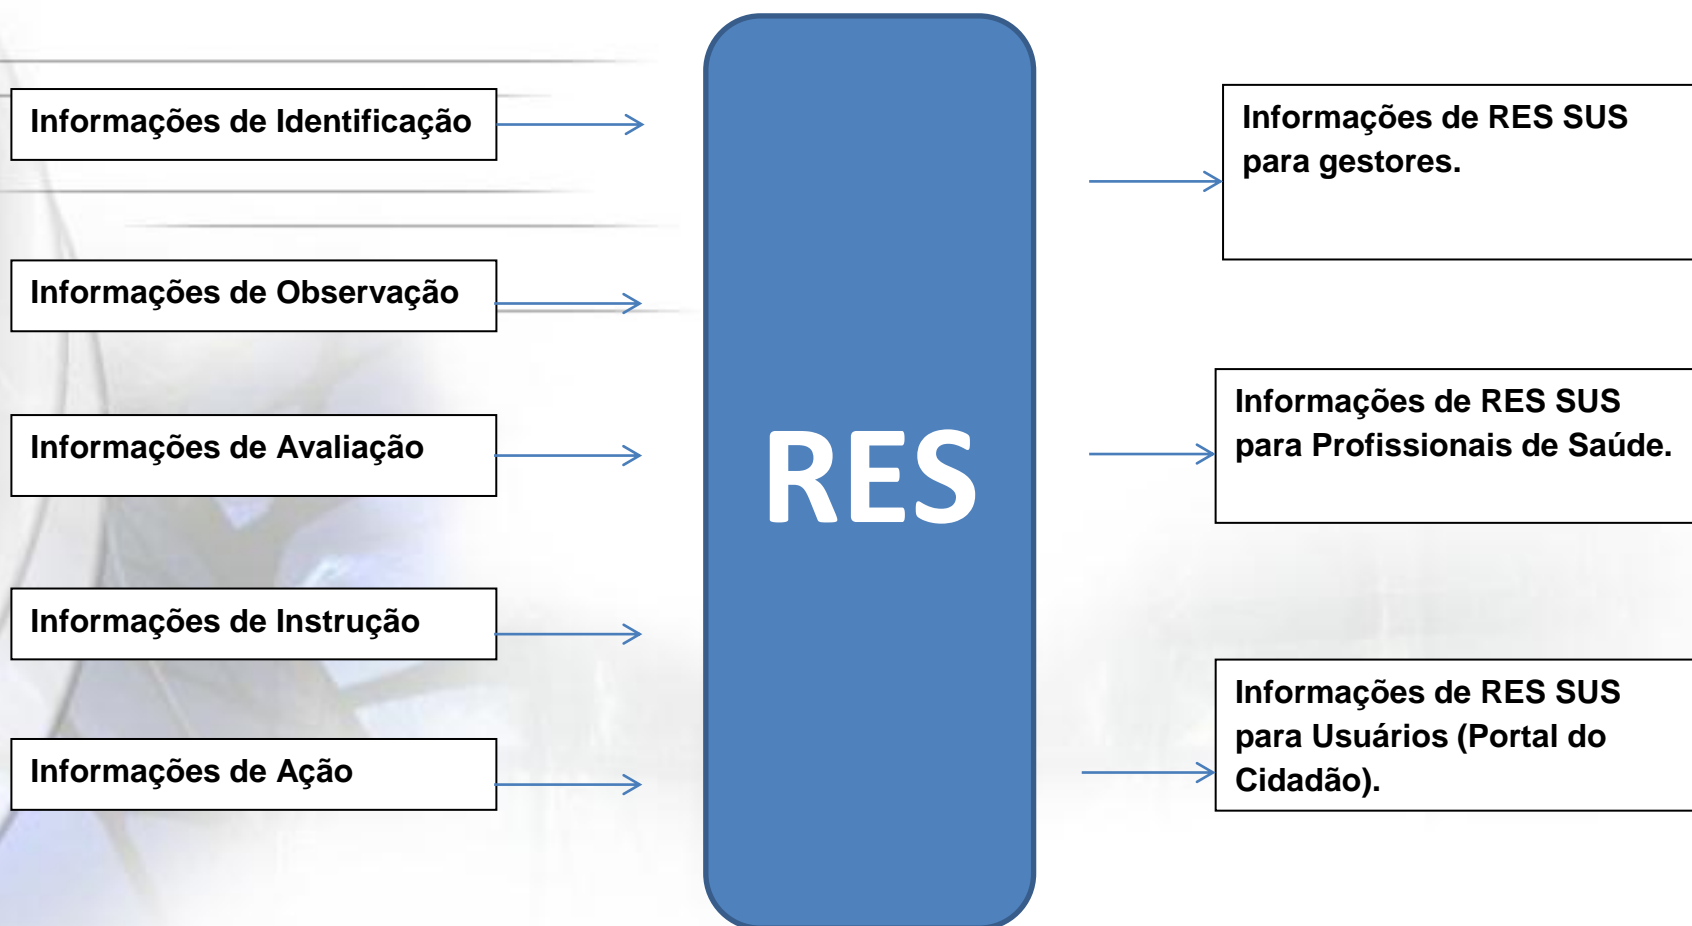 Informações de Identificação
Informações de Observação
Informações de Avaliação
Informações de Instrução
Informações de Ação
RES
Informações de RES SUS
para gestores.
Informações de RES SUS
para Profissionais de Saúde.
Informações de RES SUS
para Usuários (Portal do
Cidadão).